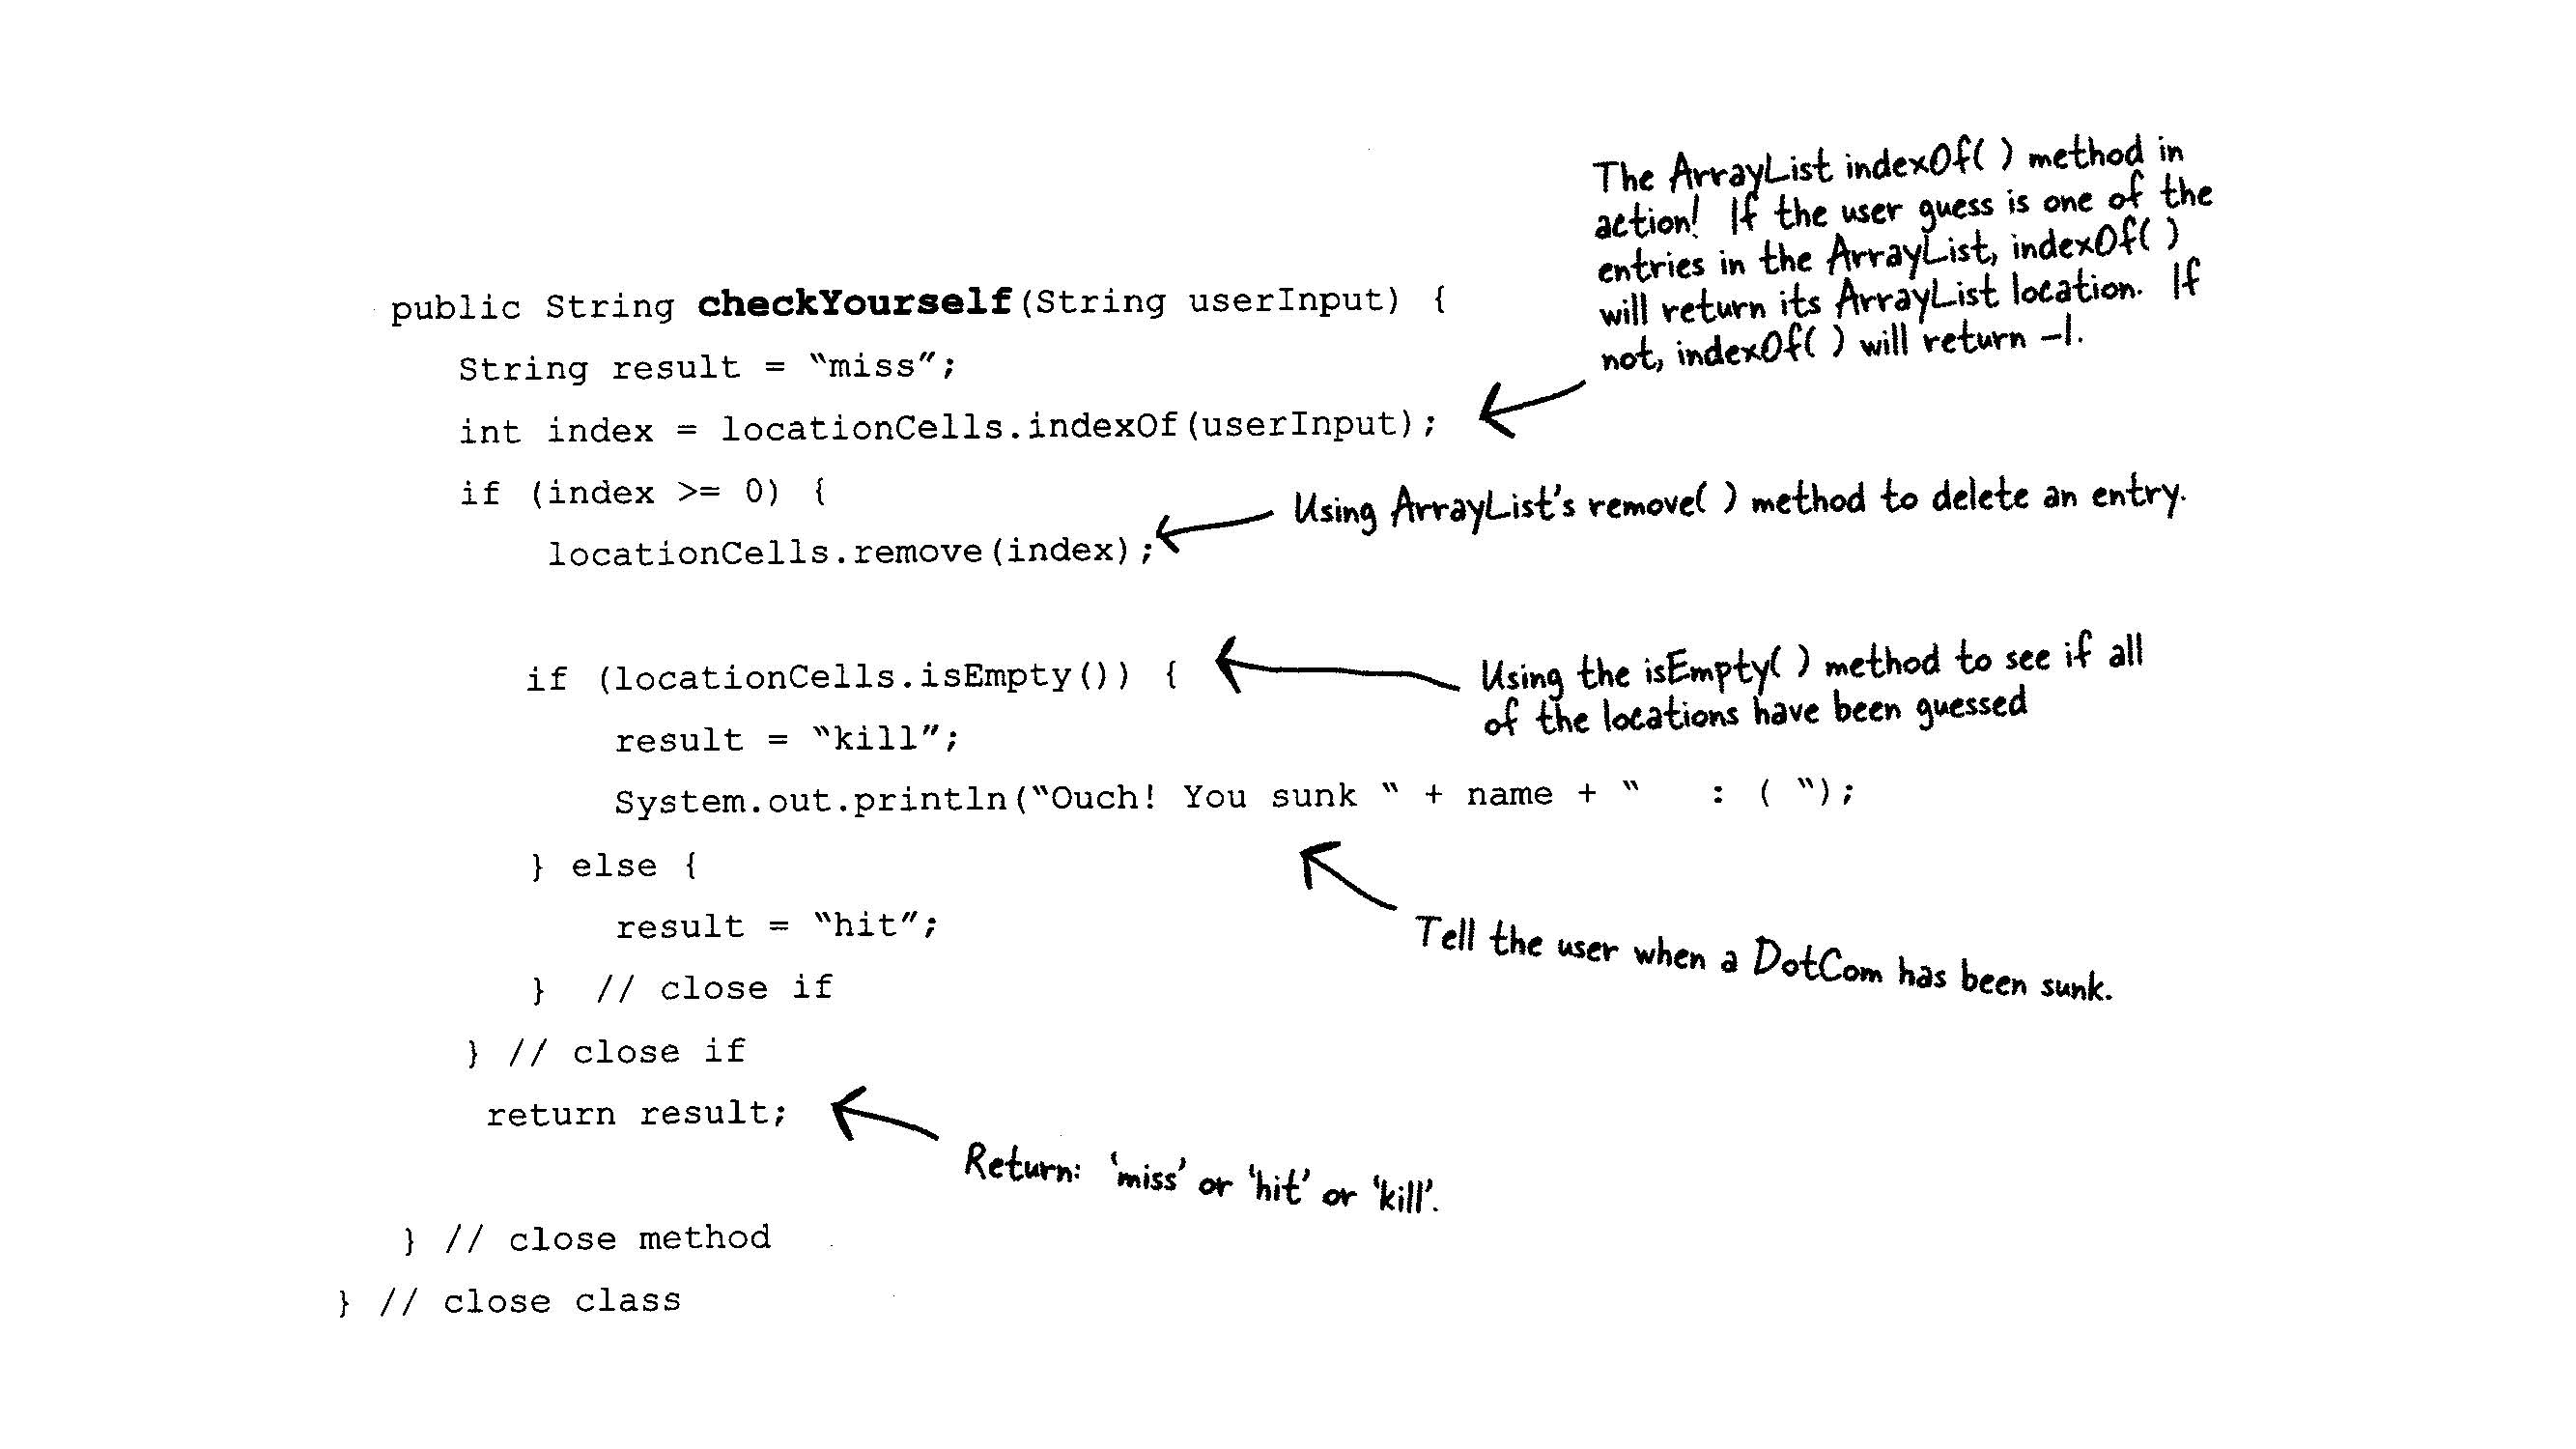 The ArrayList indexOf( ) method in
action! If the user guess is one of the
entries in the ArrayList, indexOf( )
will return its ArrayList location. If
not, indexOf( ) will return -1.
public String checkYourself(String userInput) {
String result = “miss”;
int index = locationCells.indexOf(userInput);
if (index >= 0) {
Using ArrayList's remove( ) method to delete an entry.
locationCells.remove(index);
if (locationCells.isEmpty()) {
Using the isEmpty( ) method to see if all
of the locations have been guessed
result = “kill”;
System.out.println(“Ouch! You sunk “ + name + “   : ( “);
} else {
result = “hit”;
Tell the user when a DotCom has been sunk.
}  // close if
} // close if
return result;
Return: 'miss' or 'hit' or 'kill'.
} // close method
} // close class